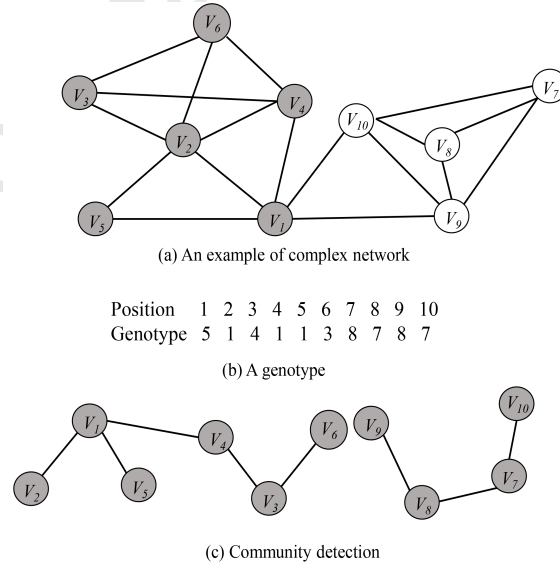 V6
V3
V4
V10
V7
V2
V8
V5
V1
V9
(a) An example of complex network
Position 1 2 3 4 5 6 7 8 9 10
Genotype 5 1 4 1 1 3 8 7 8 7
(b) A genotype
V1
V4
V6
V9
V10
V2
V5
V3
V8
V7
(c) Community detection